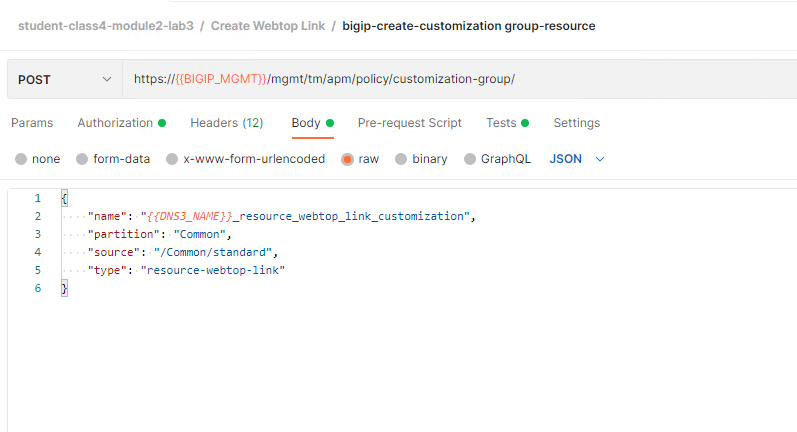 student-class4-module2-lab3 / Create Webtop Link / bigip-create-customization group-resource
POST https://{{BIGIP_MGMT}}/mgmt/tm/apm/policy/customization-group/
Params Authorization Headers (12) Body Pre-request Script Tests Settings
none form-data x-www-form-urlencoded raw binary GraphQL JSON
1 {
2 "name": "{{DNS3_NAME}}_resource_webtop_link_customization",
3 "partition": "Common",
4 "source": "/Common/standard",
5 "type": "resource-webtop-link"
6 }